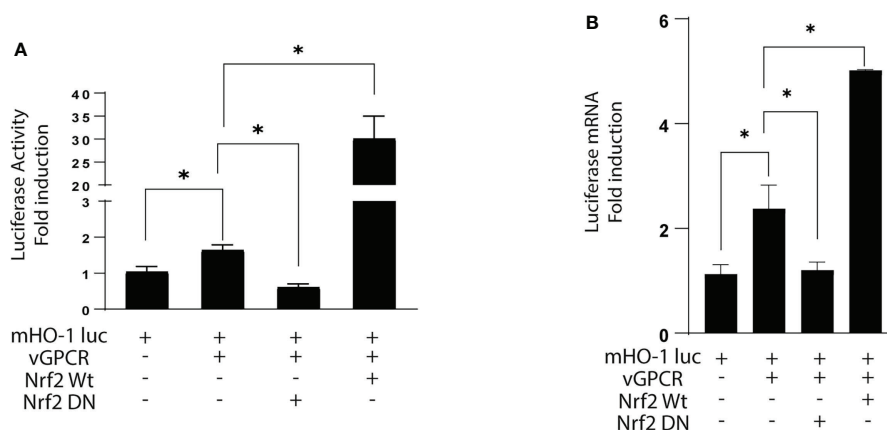 A
Luciferase Activity
Fold induction
40
35
30
25
20
3
2
1
0
*
*
*
mHO-1 luc + + + +
vGPCR - + + +
Nrf2 Wt - - - +
Nrf2 DN - - + -
B
Luciferase mRNA
Fold induction
6
4
2
0
*
*
*
mHO-1 luc + + + +
vGPCR - + + +
Nrf2 Wt - - - +
Nrf2 DN - - + -